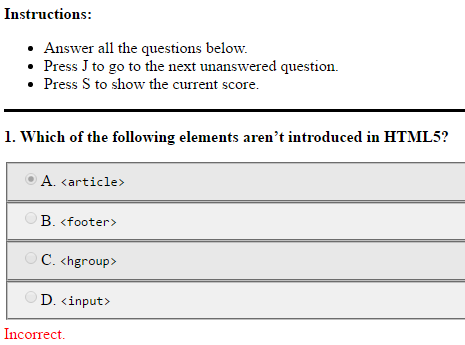 Instructions:
Answer all the questions below.
Press J to go to the next unanswered question.
Press S to show the current score.
1. Which of the following elements aren’t introduced in HTML5?
A. <article>
B. <footer>
C. <hgroup>
D. <input>
Incorrect.